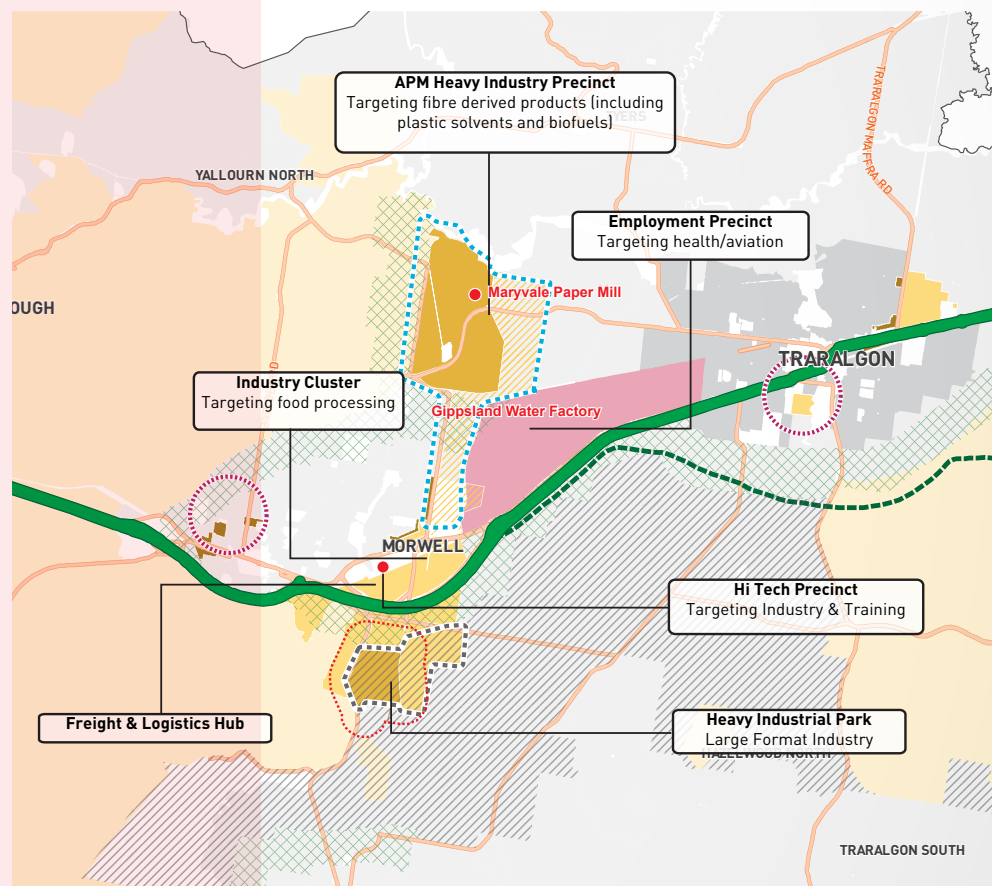 APM Heavy Industry Precinct
Targeting fibre derived products (including
plastic solvents and biofuels)
TRARALGON MAFFRA RD
YALLOURN NORTH
Employment Precinct
Targeting health/aviation
Maryvale Paper Mill
OUGH
TRARALGON
Industry Cluster
Targeting food processing
Gippsland Water Factory
MORWELL
Hi Tech Precinct
Targeting Industry & Training
Freight & Logistics Hub
Heavy Industrial Park
Large Format Industry
HAZELWOOD NORTH
TRARALGON SOUTH